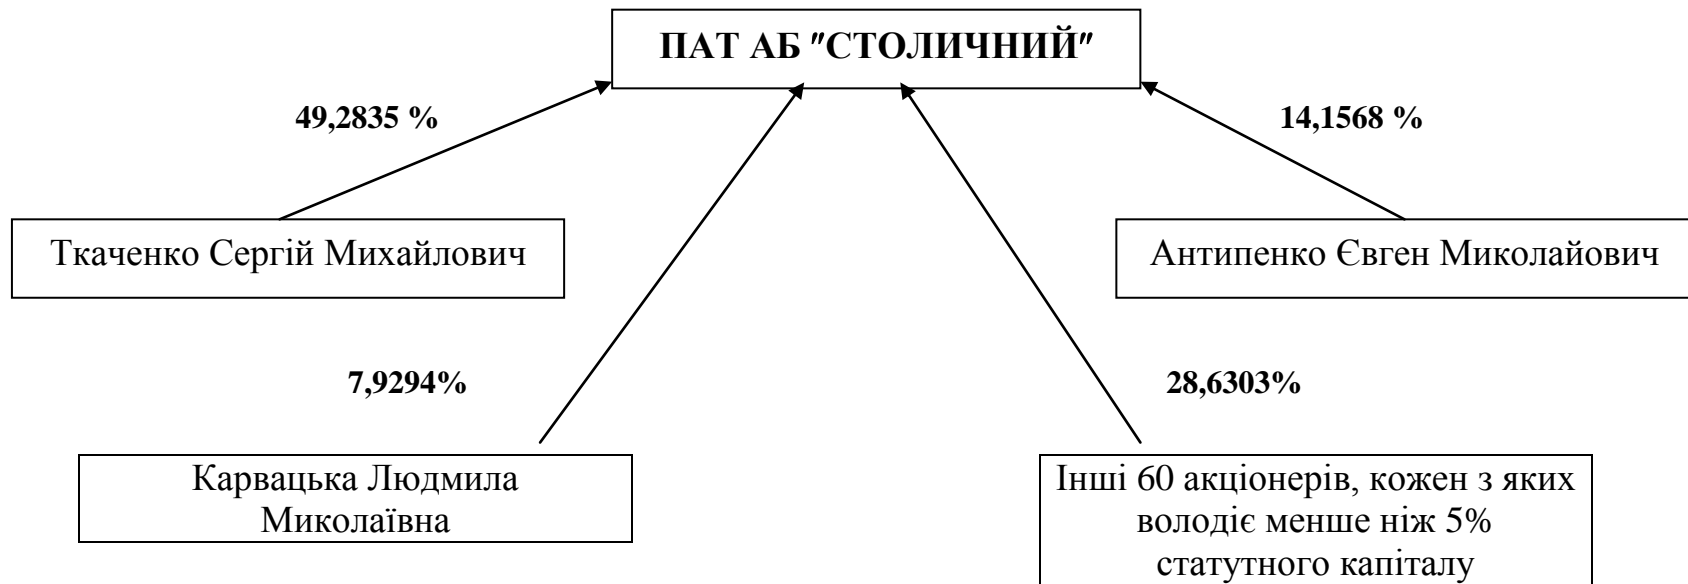 ПАТ АБ "СТОЛИЧНИЙ"
49,2835 %
14,1568 %
Ткаченко Сергій Михайлович
Антипенко Євген Миколайович
7,9294%
28,6303%
Карвацька Людмила
Миколаївна
Інші 60 акціонерів, кожен з яких
володіє менше ніж 5%
статутного капіталу